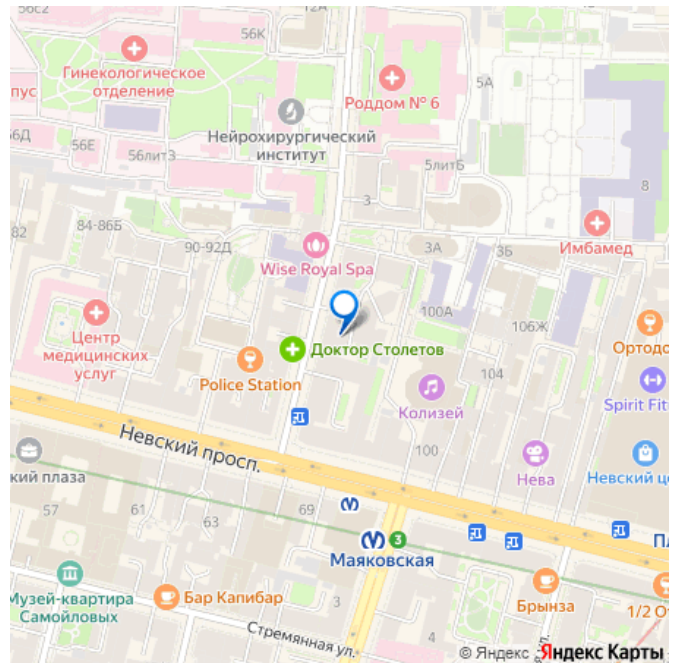 56с2
12А
56К
Гинекологическое
отделение
пус
5А
Роддом № 6
Нейрохирургический
институт
56Д
56Е
56лит3
5литБ
8
3
84-86Б
82
90-92Д
3А
3Б
Имбамед
Wise Royal Spa
100А
106Ж
Центр
медицинских
услуг
Доктор Столетов
Ортодо
Police Station
104
Spirit Fit
Колизей
Невский просп.
100
Нева
Невский це
кий плаза
57
61
63
69
3
Маяковская
Пл
Музей-квартира
Самойловых
Бар Капибар
3
Брынза
1/2 О
Стремянная ул.
4
ул.
© Яндекс Яндекс Карты